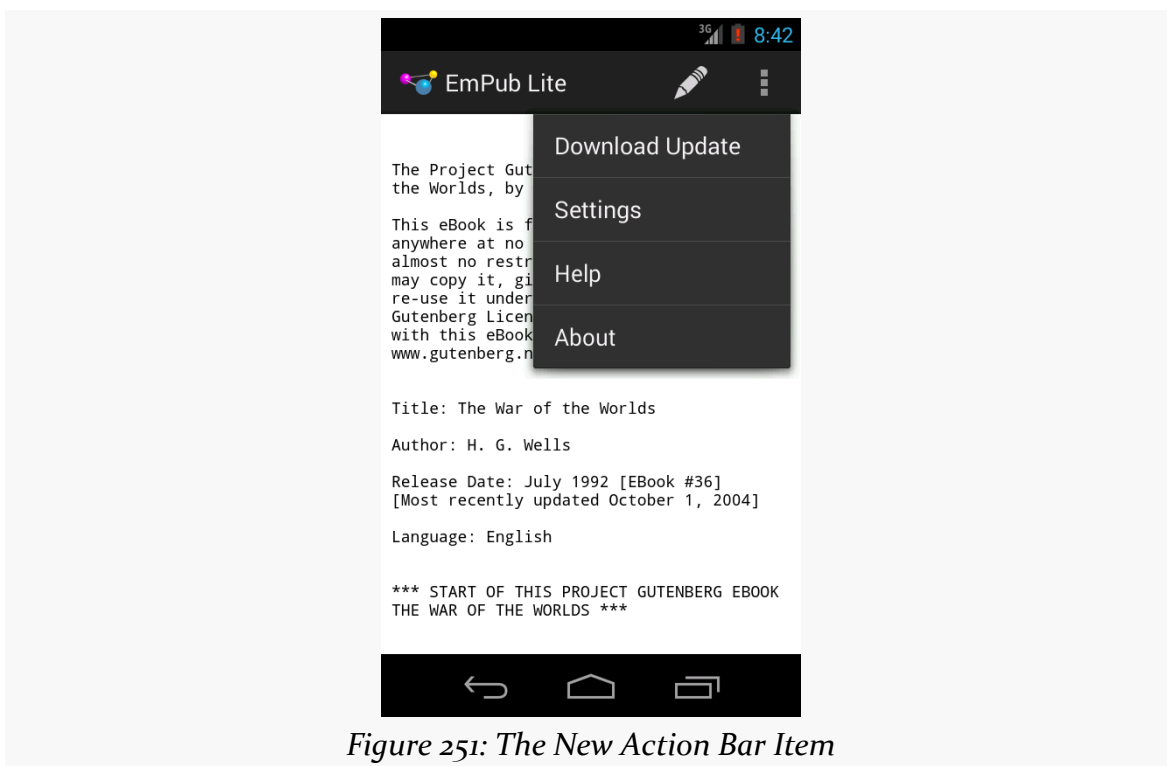 3G 8:42
EmPub Lite
Download Update
Settings
Help
About
The Project Gut
the Worlds, by
This eBook is f
anywhere at no
almost no restr
may copy it, gi
re-use it under
Gutenberg Licen
with this eBook
www.gutenberg.n
Title: The War of the Worlds
Author: H. G. Wells
Release Date: July 1992 [EBook #36]
[Most recently updated October 1, 2004]
Language: English
*** START OF THIS PROJECT GUTENBERG EBOOK
THE WAR OF THE WORLDS ***
Figure 251: The New Action Bar Item